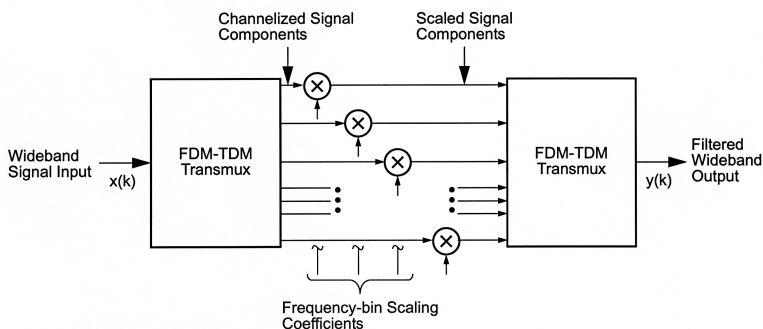 Channelized Signal
Components
Scaled Signal
Components
Wideband
Signal Input
x(k)
FDM-TDM
Transmux
FDM-TDM
Transmux
y(k)
Filtered
Wideband
Output
Frequency-bin Scaling
Coefficients